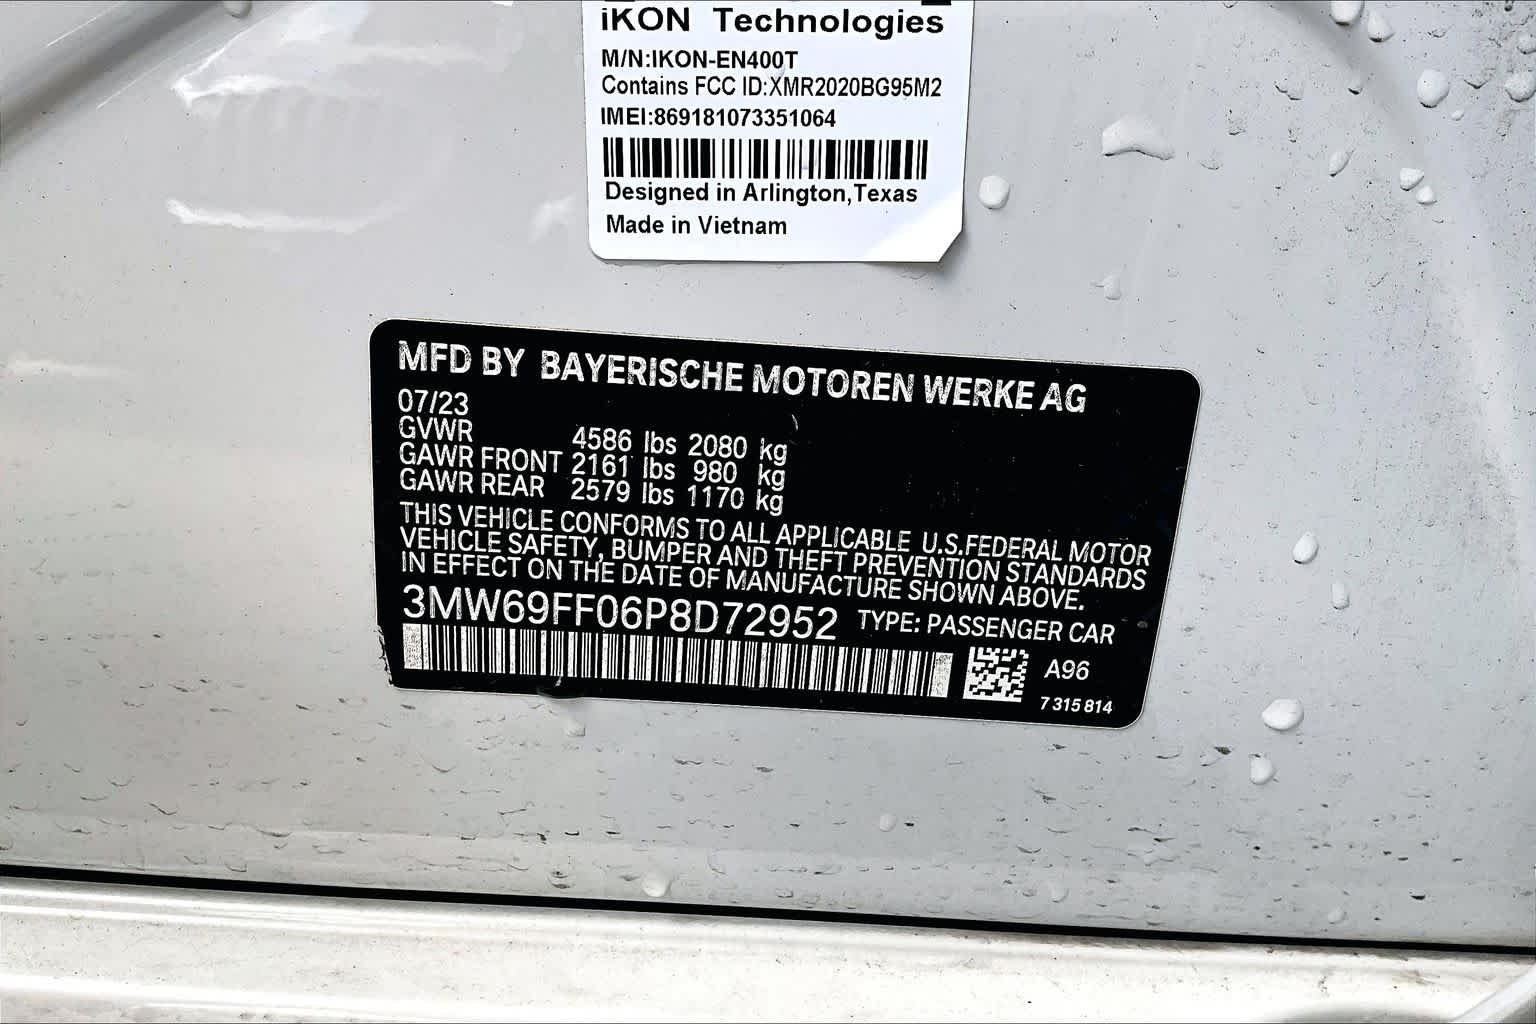 iKON Technologies
M/N:IKON-EN400T
Contains FCC ID:XMR2020BG95M2
IMEI:869181073351064
Designed in Arlington,Texas
Made in Vietnam
MFD BY BAYERISCHE MOTOREN WERKE AG
07/23
GVWR 4586 lbs 2080 kg
GAWR FRONT 2161 lbs 980 kg
GAWR REAR 2579 lbs 1170 kg
THIS VEHICLE CONFORMS TO ALL APPLICABLE U.S.FEDERAL MOTOR
VEHICLE SAFETY, BUMPER AND THEFT PREVENTION STANDARDS
IN EFFECT ON THE DATE OF MANUFACTURE SHOWN ABOVE.
3MW69FF06P8D72952 TYPE: PASSENGER CAR
A96
7 315 814